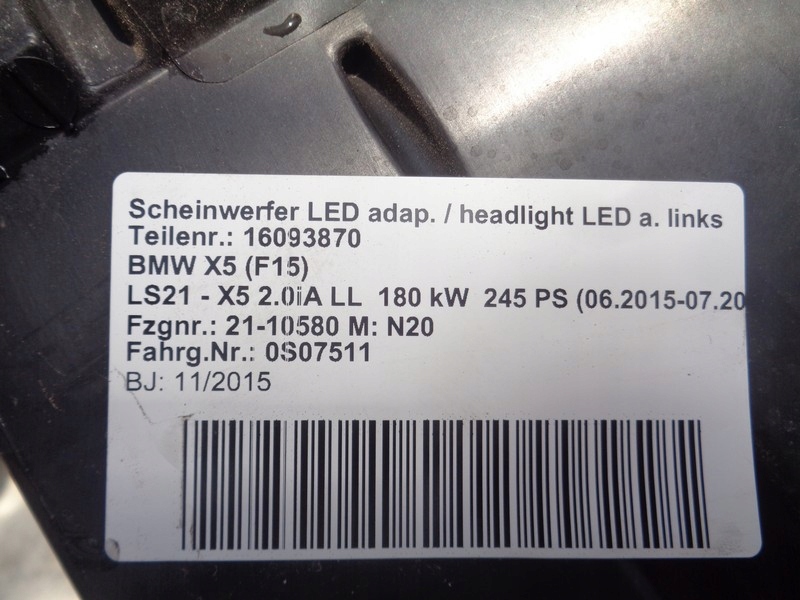 Scheinwerfer LED adap. / headlight LED a. links
Teilenr.: 16093870
BMW X5 (F15)
LS21 - X5 2.0iA LL 180 kW 245 PS (06.2015-07.20
Fzgnr.: 21-10580 M: N20
Fahrg.Nr.: 0S07511
BJ: 11/2015